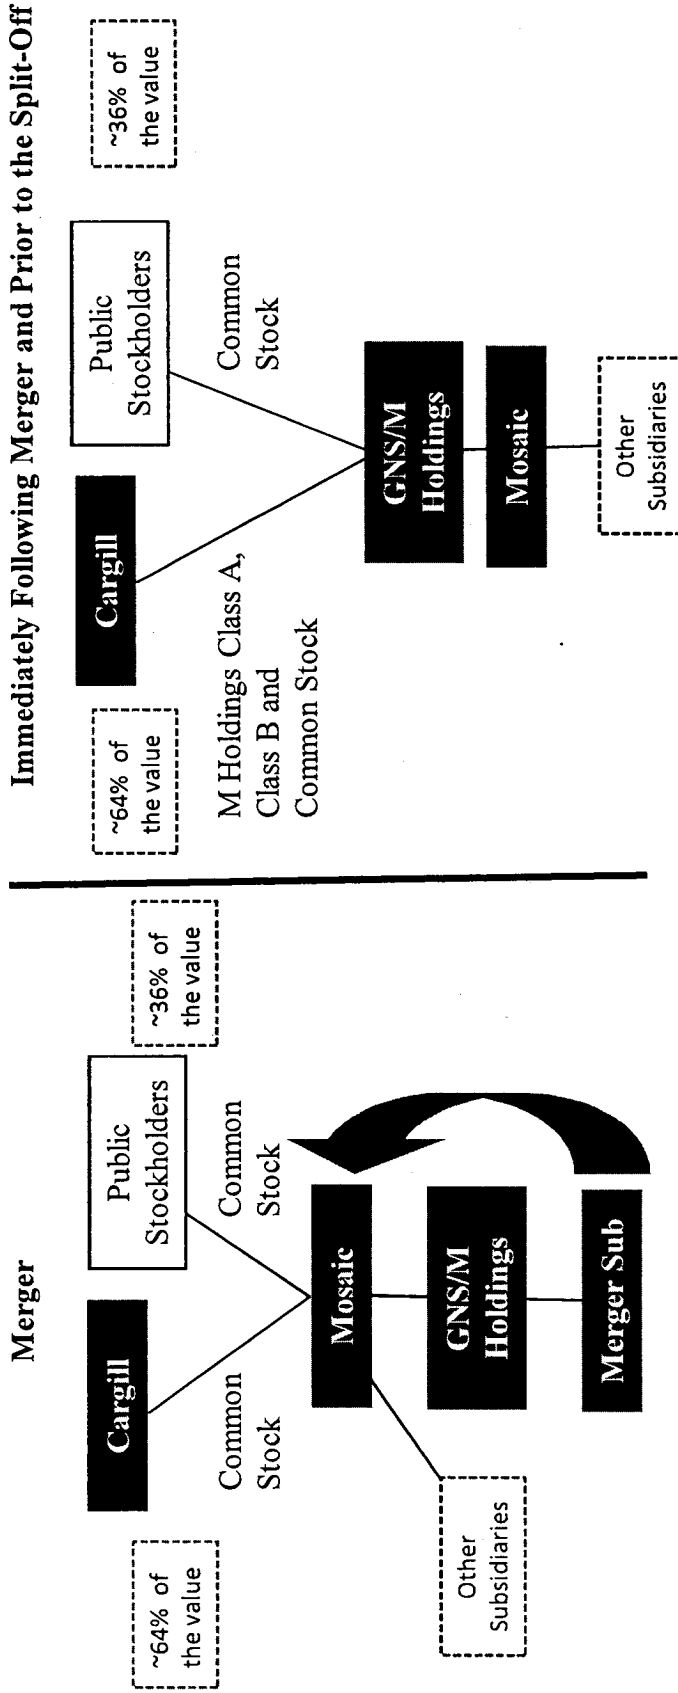 Merger
Cargill
Public
Stockholders
~64% of
the value
~36% of
the value
Common
Stock
Common
Stock
Mosaic
GNS/M
Holdings
Merger Sub
Other
Subsidiaries
Immediately Following Merger and Prior to the Split-Off
Cargill
Public
Stockholders
~64% of
the value
~36% of
the value
M Holdings Class A,
Class B and
Common Stock
Common
Stock
GNS/M
Holdings
Mosaic
Other
Subsidiaries